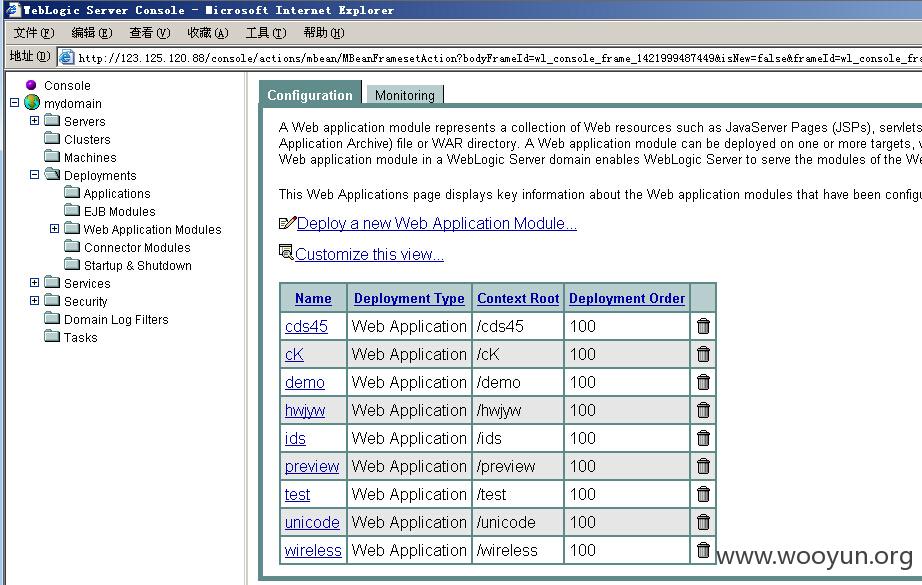 WebLogic Server Console - Microsoft Internet Explorer
文件(F) 编辑(E) 查看(V) 收藏(A) 工具(T) 帮助(H)
地址(D) http://123.125.120.88/console/actions/mbean/MBeanFramesetAction?bodyFrameId=wl_console_frame_1421999487449&isNew=false&frameId=wl_console_fra
Console
mydomain
Servers
Clusters
Machines
Deployments
Applications
EJB Modules
Web Application Modules
Connector Modules
Startup & Shutdown
Services
Security
Domain Log Filters
Tasks
Configuration Monitoring
A Web application module represents a collection of Web resources such as JavaServer Pages (JSPs), servlets
Application Archive) file or WAR directory. A Web application module can be deployed on one or more targets, v
Web application module in a WebLogic Server domain enables WebLogic Server to serve the modules of the We
This Web Applications page displays key information about the Web application modules that have been configu
Deploy a new Web Application Module...
Customize this view...
Name Deployment Type Context Root Deployment Order
cds45 Web Application /cds45 100
cK Web Application /cK 100
demo Web Application /demo 100
hwjyw Web Application /hwjyw 100
ids Web Application /ids 100
preview Web Application /preview 100
test Web Application /test 100
unicode Web Application /unicode 100
wireless Web Application /wireless 100
www.wooyun.org